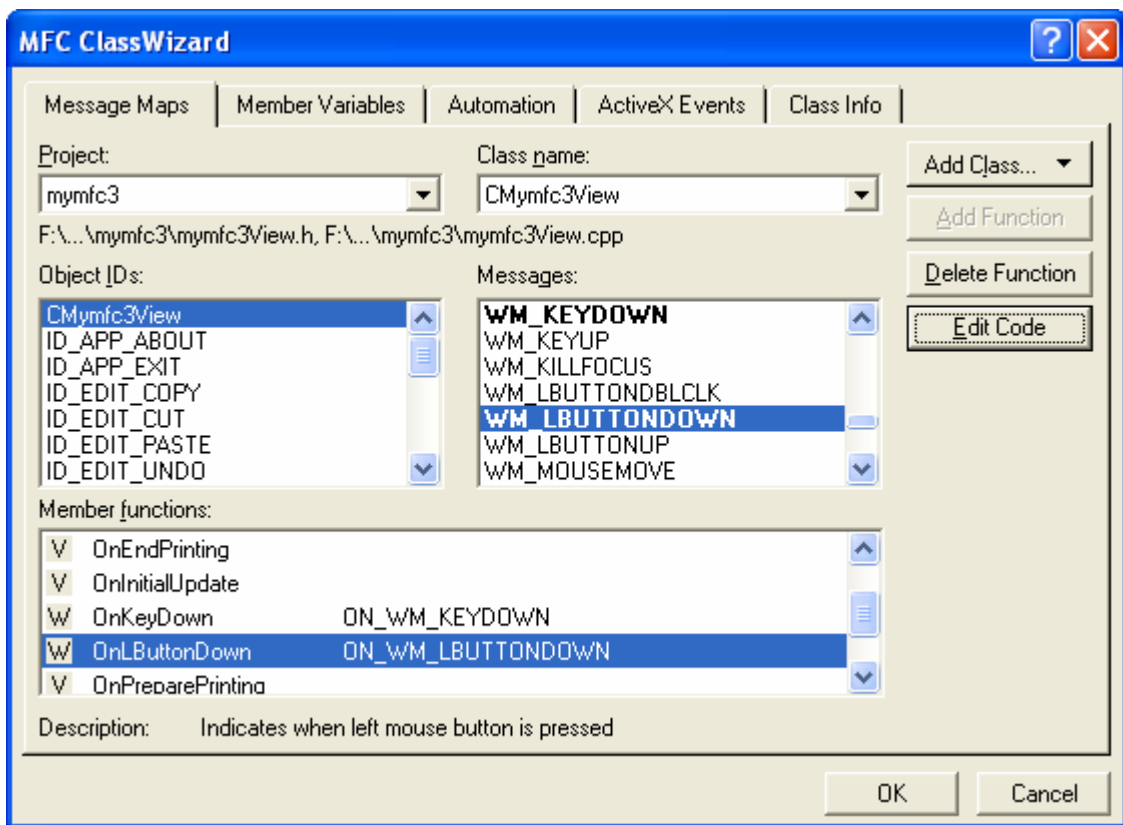 MFC ClassWizard
Message Maps Member Variables Automation ActiveX Events Class Info
Project: Class name:
mymfc3 CMymfc3View
Add Class...
F:\...\mymfc3\mymfc3View.h, F:\...\mymfc3\mymfc3View.cpp
Add Function
Object IDs: Messages:
Delete Function
CMymfc3View
ID_APP_ABOUT
ID_APP_EXIT
ID_EDIT_COPY
ID_EDIT_CUT
ID_EDIT_PASTE
ID_EDIT_UNDO
WM_KEYDOWN
WM_KEYUP
WM_KILLFOCUS
WM_LBUTTONDBLCLK
WM_LBUTTONDOWN
WM_LBUTTONUP
WM_MOUSEMOVE
Edit Code
Member functions:
V OnEndPrinting
V OnInitialUpdate
W OnKeyDown ON_WM_KEYDOWN
W OnLButtonDown ON_WM_LBUTTONDOWN
V OnPreparePrinting
Description: Indicates when left mouse button is pressed
OK Cancel